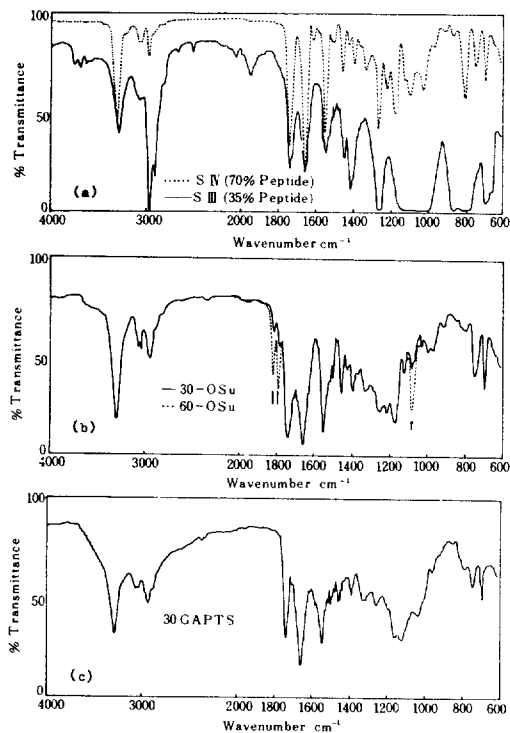 100
50
0
% Transmittance
(a)
S Ⅳ (70% Peptide)
S Ⅲ (35% Peptide)
4000 3000 2000 1800 1600 1400 1200 1000 800 600
Wavenumber cm⁻¹
100
50
0
% Transmittance
30-OSu
60-OSu
(b)
4000 3000 2000 1800 1600 1400 1200 1000 800 600
Wavenumber cm⁻¹
100
50
0
% Transmittance
30GAPTS
(c)
4000 3000 2000 1800 1600 1400 1200 1000 800 600
Wavenumber cm⁻¹